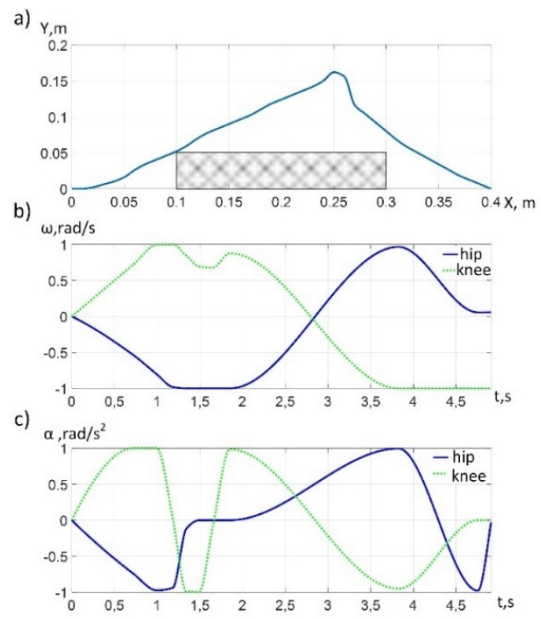 a)
Y,m
0.2
0.15
0.1
0.05
0
0 0.05 0.1 0.15 0.2 0.25 0.3 0.35 0.4 X, m
b)
ω,rad/s
1
0.5
0
-0.5
-1
hip
knee
0 0,5 1 1,5 2 2,5 3 3,5 4 4,5 t,s
c)
α ,rad/s²
1
0.5
0
-0.5
-1
hip
knee
0 0,5 1 1,5 2 2,5 3 3,5 4 4,5 t,s